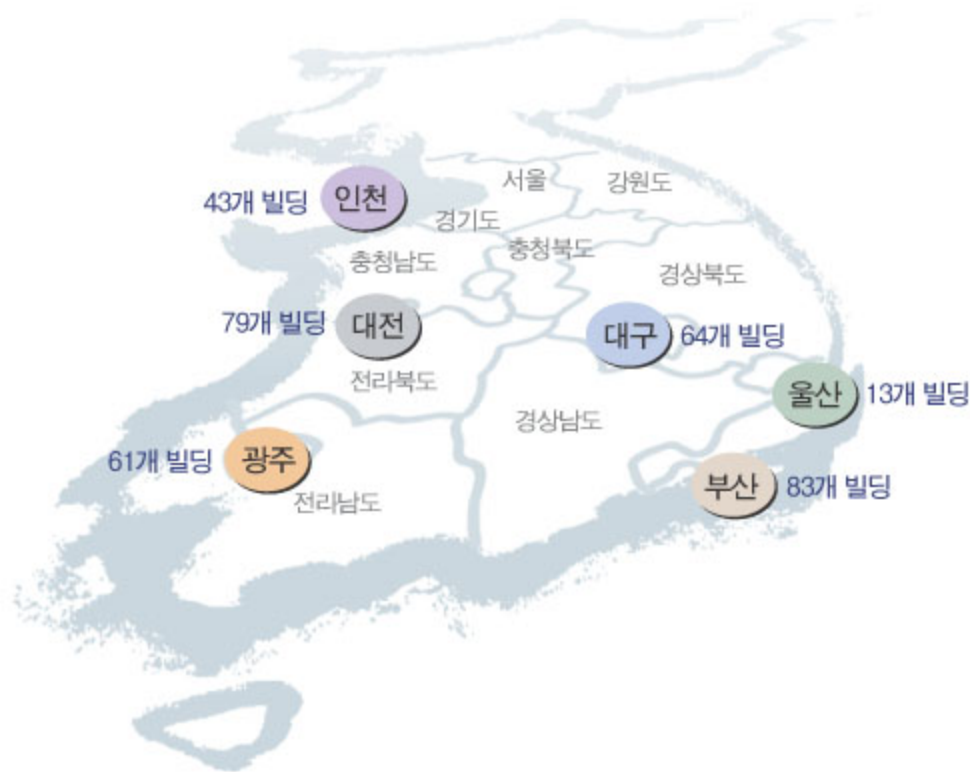 서울
강원도
43개 빌딩
인천
경기도
충청북도
충청남도
경상북도
79개 빌딩
대전
대구
64개 빌딩
전라북도
울산
13개 빌딩
경상남도
61개 빌딩
광주
부산
83개 빌딩
전라남도